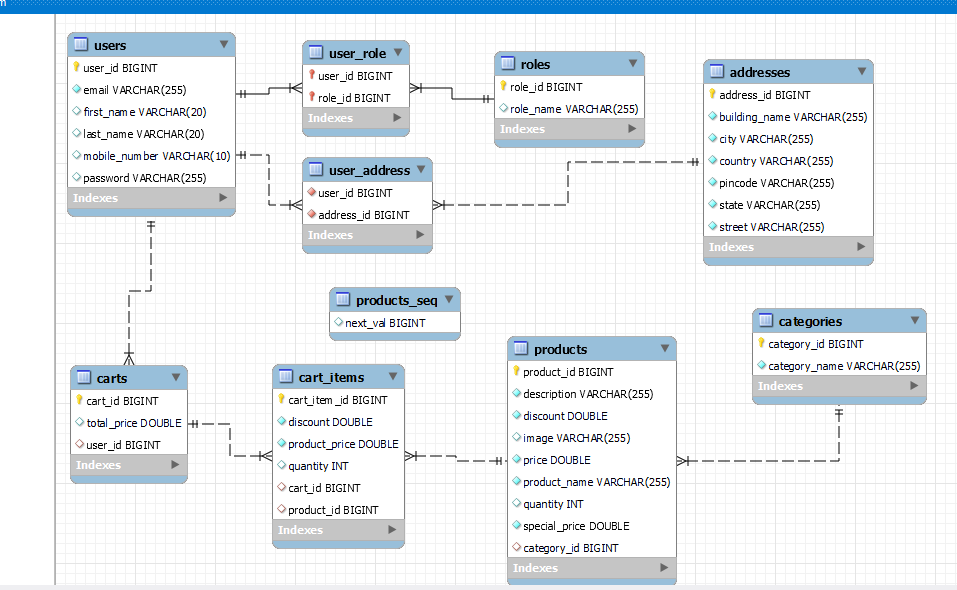 users
user_id BIGINT
email VARCHAR(255)
first_name VARCHAR(20)
last_name VARCHAR(20)
mobile_number VARCHAR(10)
password VARCHAR(255)
Indexes
user_role
user_id BIGINT
role_id BIGINT
Indexes
roles
role_id BIGINT
role_name VARCHAR(255)
Indexes
addresses
address_id BIGINT
building_name VARCHAR(255)
city VARCHAR(255)
country VARCHAR(255)
pincode VARCHAR(255)
state VARCHAR(255)
street VARCHAR(255)
Indexes
user_address
user_id BIGINT
address_id BIGINT
Indexes
products_seq
next_val BIGINT
carts
cart_id BIGINT
total_price DOUBLE
user_id BIGINT
Indexes
cart_items
cart_item_id BIGINT
discount DOUBLE
product_price DOUBLE
quantity INT
cart_id BIGINT
product_id BIGINT
Indexes
products
product_id BIGINT
description VARCHAR(255)
discount DOUBLE
image VARCHAR(255)
price DOUBLE
product_name VARCHAR(255)
quantity INT
special_price DOUBLE
category_id BIGINT
Indexes
categories
category_id BIGINT
category_name VARCHAR(255)
Indexes